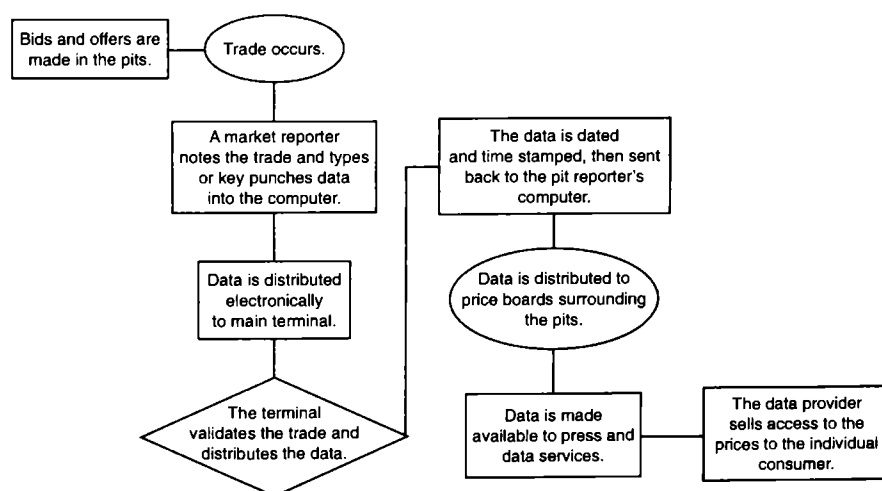 Bids and offers are
made in the pits.
Trade occurs.
A market reporter
notes the trade and types
or key punches data
into the computer.
Data is distributed
electronically
to main terminal.
The terminal
validates the trade and
distributes the data.
The data is dated
and time stamped, then sent
back to the pit reporter's
computer.
Data is distributed to
price boards surrounding
the pits.
Data is made
available to press and
data services.
The data provider
sells access to the
prices to the individual
consumer.